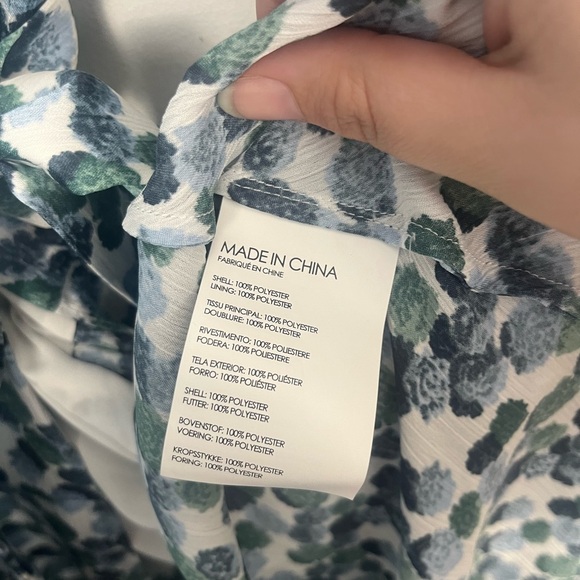 MADE IN CHINA
FABRIQUÉ EN CHINE
SHELL: 100% POLYESTER
LINING: 100% POLYESTER
TISSU PRINCIPAL: 100% POLYESTER
DOUBLURE: 100% POLYESTER
RIVESTIMENTO: 100% POLIESTERE
FODERA: 100% POLIESTERE
TELA EXTERIOR: 100% POLIÉSTER
FORRO: 100% POLIÉSTER
SHELL: 100% POLYESTER
FUTTER: 100% POLYESTER
BOVENSTOF: 100% POLYESTER
VOERING: 100% POLYESTER
KROPSSTYKKE: 100% POLYESTER
FORING: 100% POLYESTER